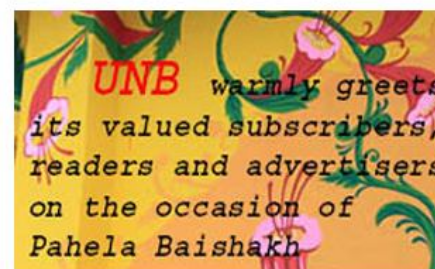 UNB warmly greets
its valued subscribers,
readers and advertisers
on the occasion of
Pahela Baishakh